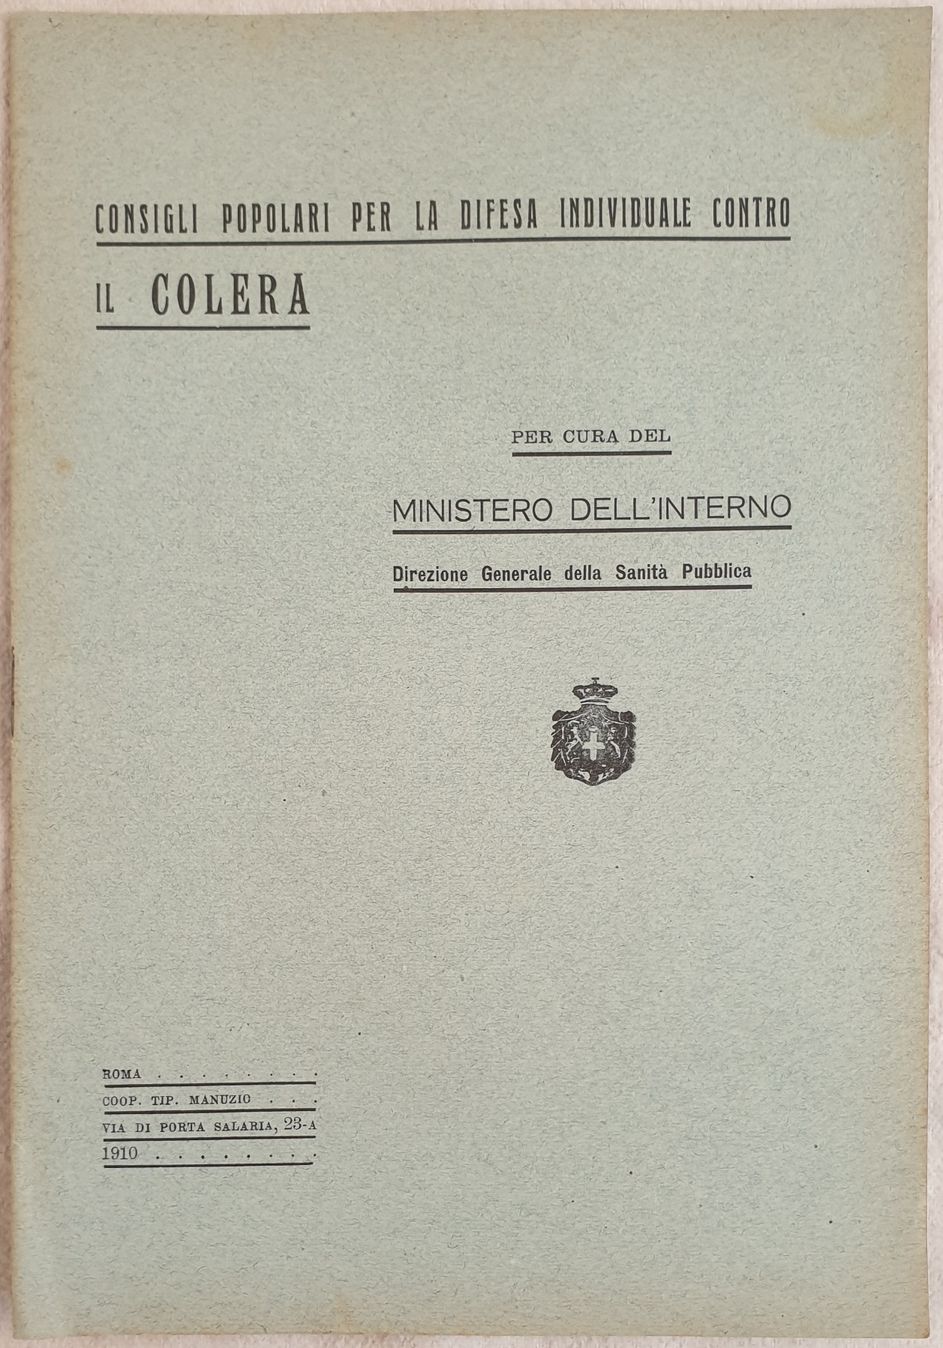 CONSIGLI POPOLARI PER LA DIFESA INDIVIDUALE CONTRO
IL COLERA
PER CURA DEL
MINISTERO DELL'INTERNO
Direzione Generale della Sanità Pubblica
ROMA . . . . . . . .
COOP. TIP. MANUZIO . . .
VIA DI PORTA SALARIA, 23-A
1910 . . . . . . . .